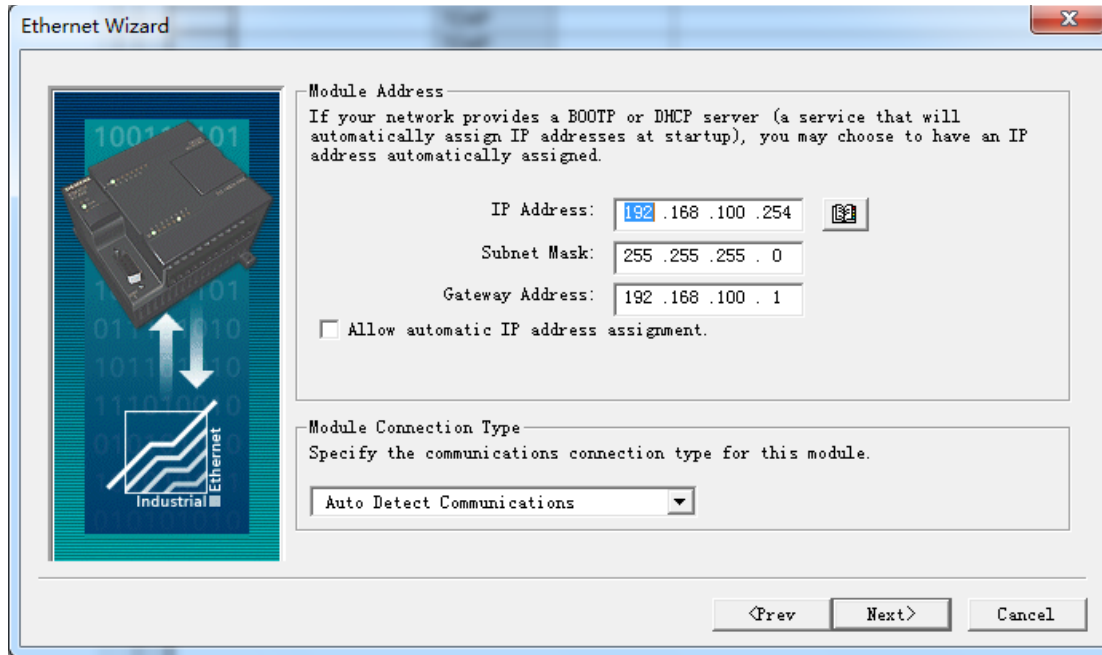 Ethernet Wizard
Module Address
If your network provides a BOOTP or DHCP server (a service that will
automatically assign IP addresses at startup), you may choose to have an IP
address automatically assigned.
IP Address: 192 .168 .100 .254
Subnet Mask: 255 .255 .255 . 0
Gateway Address: 192 .168 .100 . 1
Allow automatic IP address assignment.
Module Connection Type
Specify the communications connection type for this module.
Auto Detect Communications
Industrial
Ethernet
<Prev
Next>
Cancel